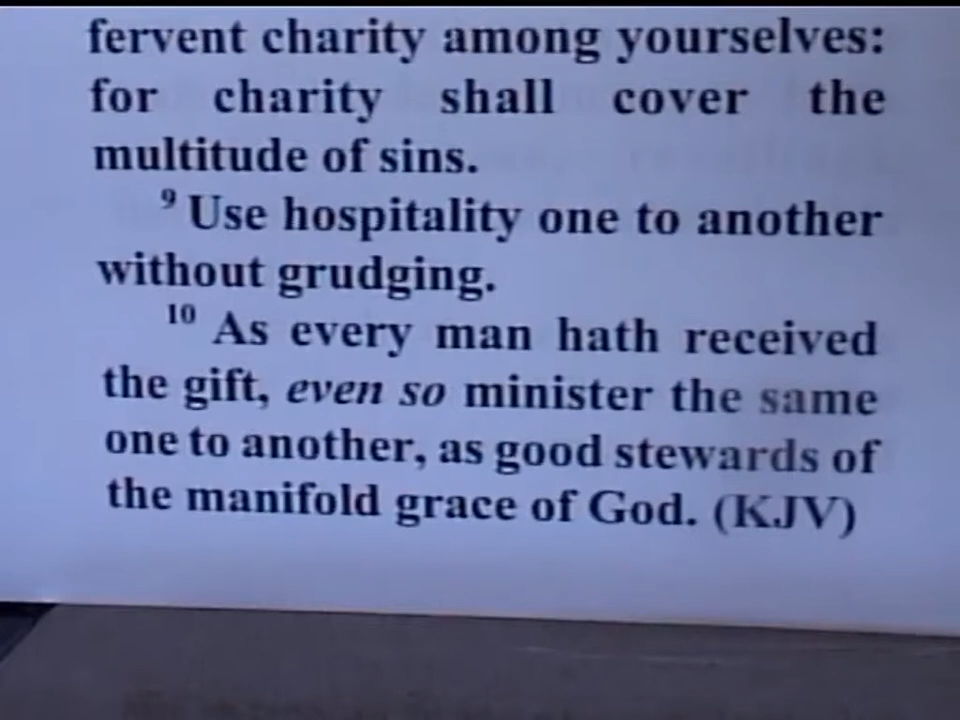 fervent charity among yourselves:
for charity shall cover the
multitude of sins.
9 Use hospitality one to another
without grudging.
10 As every man hath received
the gift, even so minister the same
one to another, as good stewards of
the manifold grace of God. (KJV)